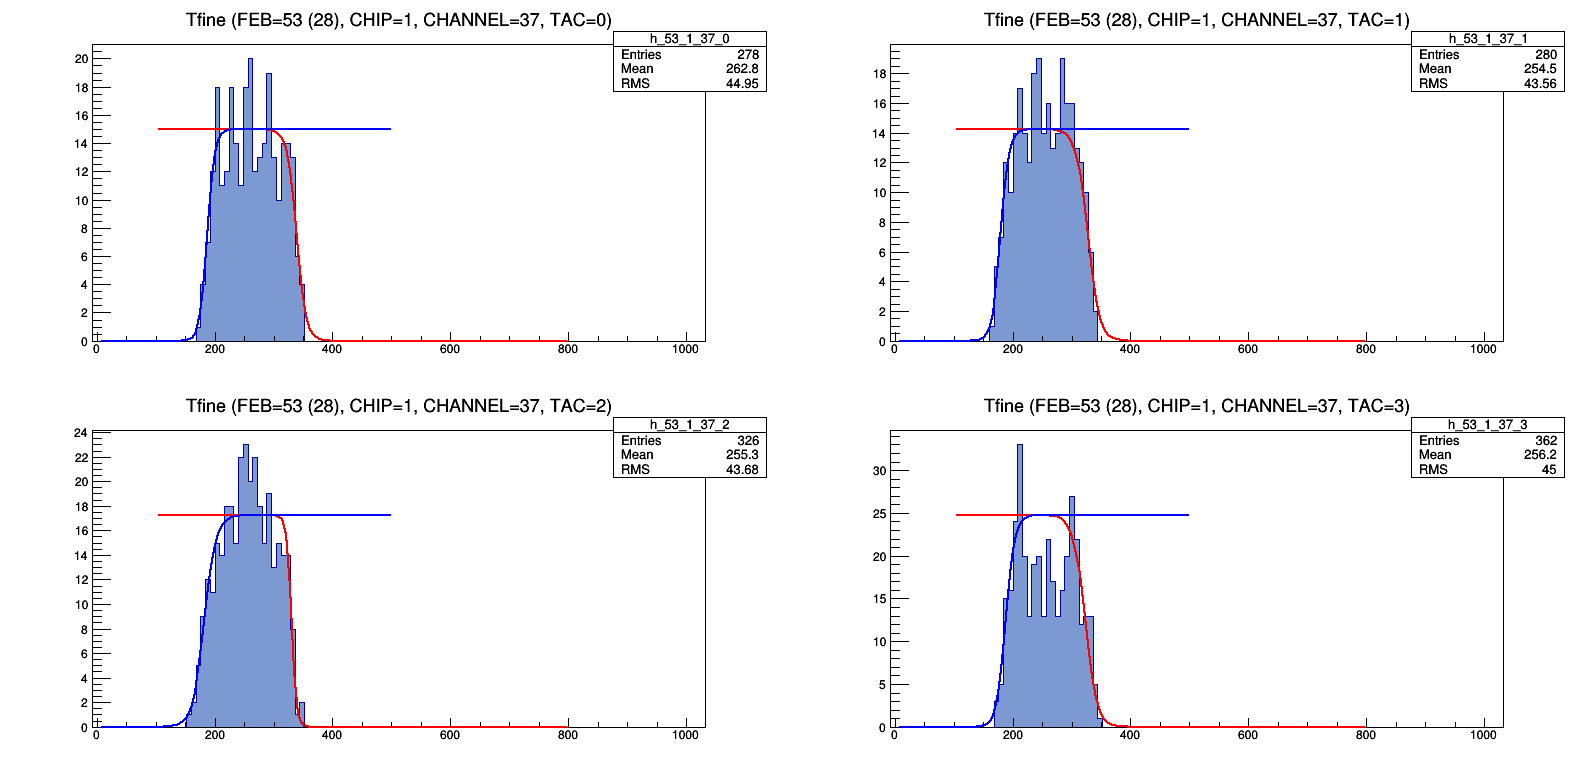 Tfine (FEB=53 (28), CHIP=1, CHANNEL=37, TAC=0)
h_53_1_37_0
Entries 278
Mean 262.8
RMS 44.95
20
18
16
14
12
10
8
6
4
2
0
0 200 400 600 800 1000
Tfine (FEB=53 (28), CHIP=1, CHANNEL=37, TAC=1)
h_53_1_37_1
Entries 280
Mean 254.5
RMS 43.56
18
16
14
12
10
8
6
4
2
0
0 200 400 600 800 1000
Tfine (FEB=53 (28), CHIP=1, CHANNEL=37, TAC=2)
h_53_1_37_2
Entries 326
Mean 255.3
RMS 43.68
24
22
20
18
16
14
12
10
8
6
4
2
0
0 200 400 600 800 1000
Tfine (FEB=53 (28), CHIP=1, CHANNEL=37, TAC=3)
h_53_1_37_3
Entries 362
Mean 256.2
RMS 45
30
25
20
15
10
5
0
0 200 400 600 800 1000